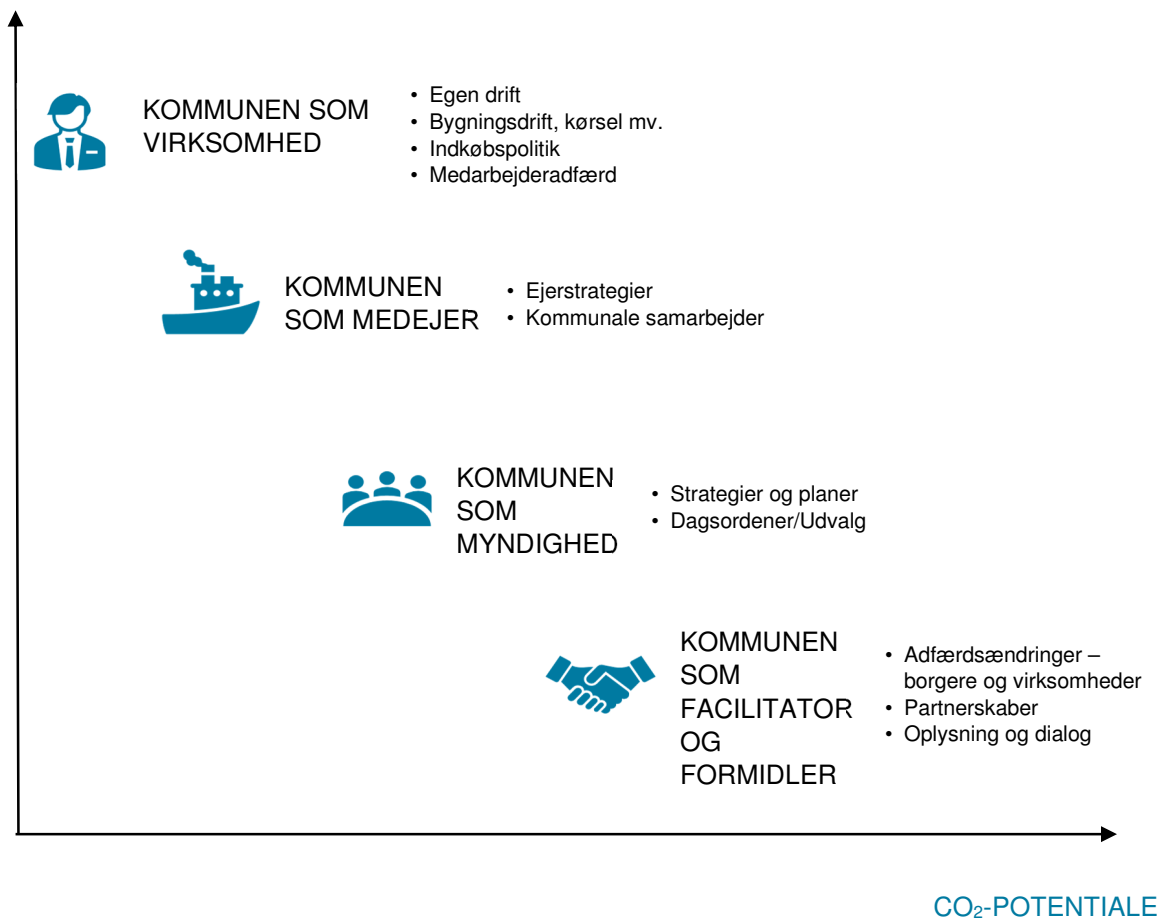 KOMMUNEN SOM
VIRKSOMHED
• Egen drift
• Bygningsdrift, kørsel mv.
• Indkøbspolitik
• Medarbejderadfærd
KOMMUNEN
SOM MEDEJER
• Ejerstrategier
• Kommunale samarbejder
KOMMUNEN
SOM
MYNDIGHED
• Strategier og planer
• Dagsordener/Udvalg
KOMMUNEN
SOM
FACILITATOR
OG
FORMIDLER
• Adfærdsændringer –
borgere og virksomheder
• Partnerskaber
• Oplysning og dialog
CO₂-POTENTIALE